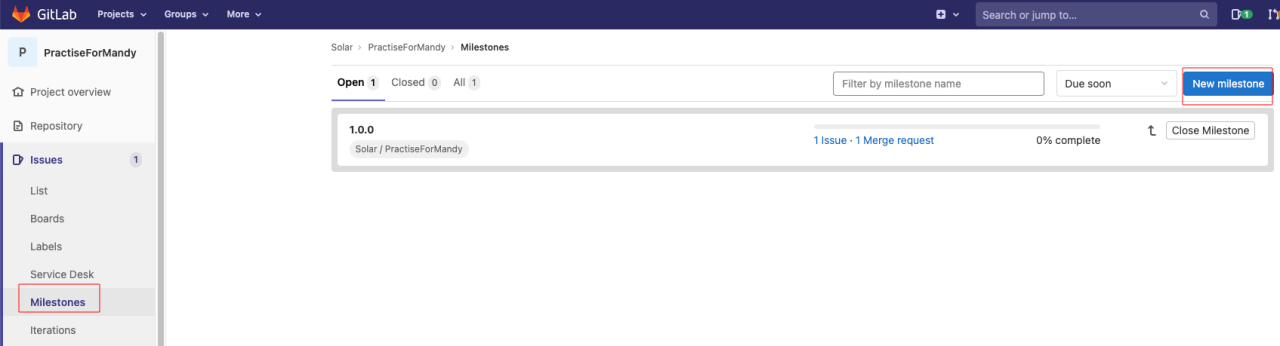 GitLab Projects Groups More Search or jump to... 1
P PractiseForMandy
Project overview
Repository
Issues 1
List
Boards
Labels
Service Desk
Milestones
Iterations
Solar › PractiseForMandy › Milestones
Open 1 Closed 0 All 1 Filter by milestone name Due soon New milestone
1.0.0
Solar / PractiseForMandy
1 Issue · 1 Merge request 0% complete Close Milestone